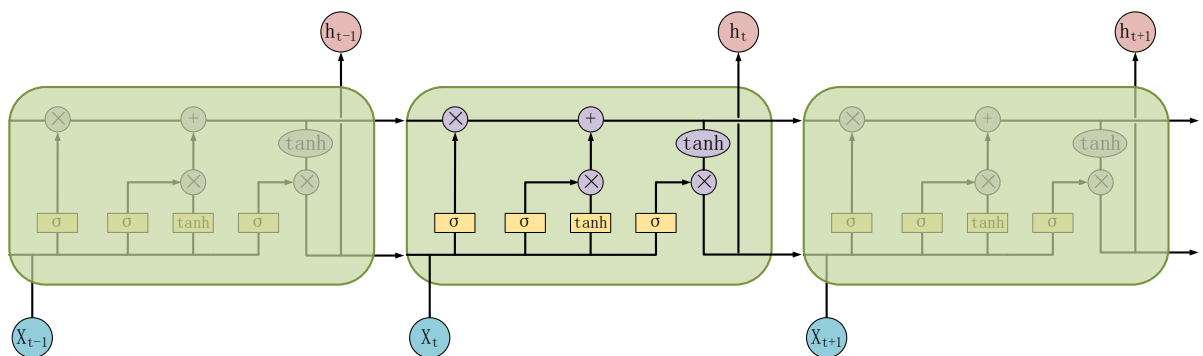 h_{t-1} h_t h_{t+1}
× + × + × +
tanh tanh tanh
× × × × × ×
σ σ tanh σ σ σ tanh σ σ σ tanh σ
X_{t-1} X_t X_{t+1}